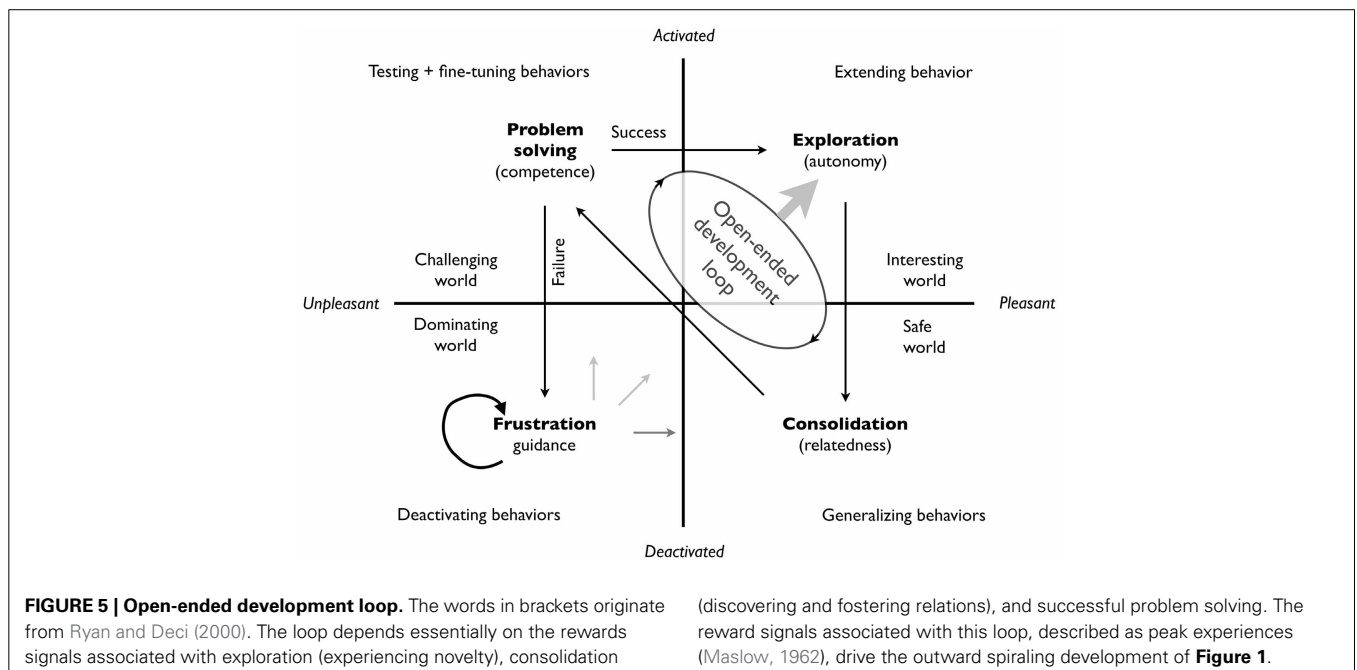 Activated
Testing + fine-tuning behaviors
Extending behavior
Problem
solving
(competence)
Success
Exploration
(autonomy)
Open-ended
development
loop
Challenging
world
Failure
Interesting
world
Unpleasant
Pleasant
Dominating
world
Safe
world
Frustration
guidance
Consolidation
(relatedness)
Deactivating behaviors
Generalizing behaviors
Deactivated
FIGURE 5 | Open-ended development loop. The words in brackets originate
from Ryan and Deci (2000). The loop depends essentially on the rewards
signals associated with exploration (experiencing novelty), consolidation
(discovering and fostering relations), and successful problem solving. The
reward signals associated with this loop, described as peak experiences
(Maslow, 1962), drive the outward spiraling development of Figure 1.